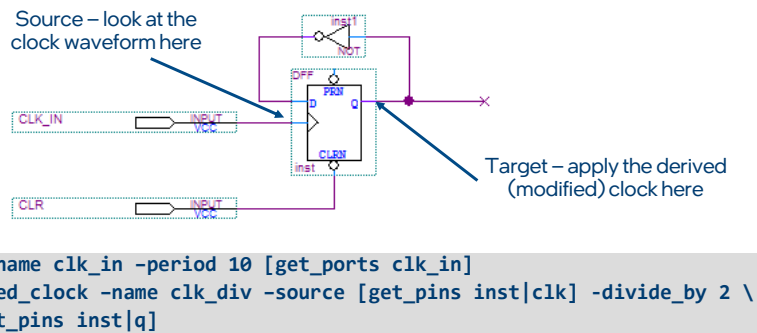 Source – look at the
clock waveform here
inst1
NOT
DFF
PRN
D
Q
CLK_IN
INPUT
VCC
CLRN
inst
Target – apply the derived
(modified) clock here
CLR
INPUT
VCC
name clk_in –period 10 [get_ports clk_in]
ed_clock –name clk_div –source [get_pins inst|clk] -divide_by 2 \
t_pins inst|q]